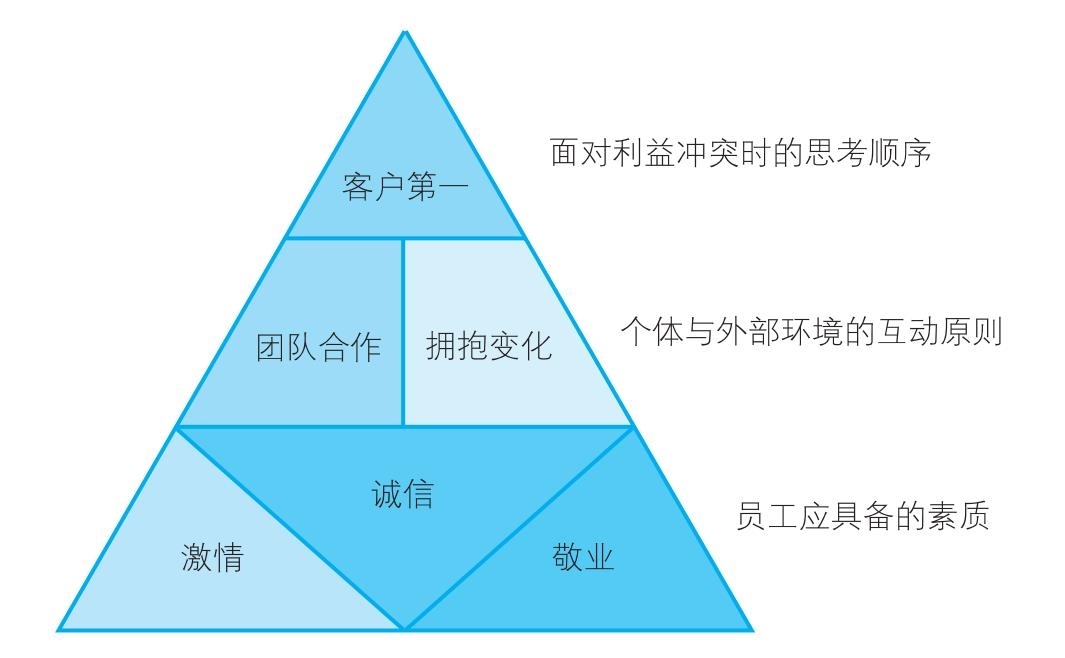 客户第一
面对利益冲突时的思考顺序
团队合作
拥抱变化
个体与外部环境的互动原则
诚信
激情
敬业
员工应具备的素质